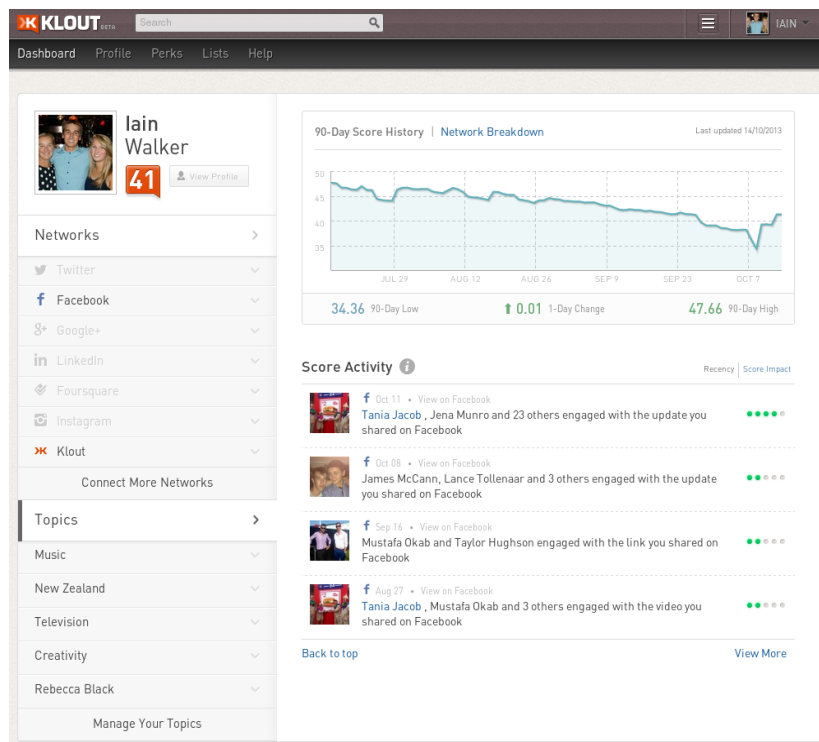 KLOUT BETA
Search
IAIN
Dashboard Profile Perks Lists Help
Iain
Walker
41
View Profile
Networks
Twitter
Facebook
Google+
LinkedIn
Foursquare
Instagram
Klout
Connect More Networks
Topics
Music
New Zealand
Television
Creativity
Rebecca Black
Manage Your Topics
90-Day Score History | Network Breakdown
Last updated 14/10/2013
50
45
40
35
JUL 29 AUG 12 AUG 26 SEP 9 SEP 23 OCT 7
34.36 90-Day Low
0.01 1-Day Change
47.66 90-Day High
Score Activity
Recency | Score Impact
Oct 11 • View on Facebook
Tania Jacob , Jena Munro and 23 others engaged with the update you
shared on Facebook
Oct 08 • View on Facebook
James McCann, Lance Tollenaar and 3 others engaged with the update
you shared on Facebook
Sep 16 • View on Facebook
Mustafa Okab and Taylor Hughson engaged with the link you shared on
Facebook
Aug 27 • View on Facebook
Tania Jacob , Mustafa Okab and 3 others engaged with the video you
shared on Facebook
Back to top
View More